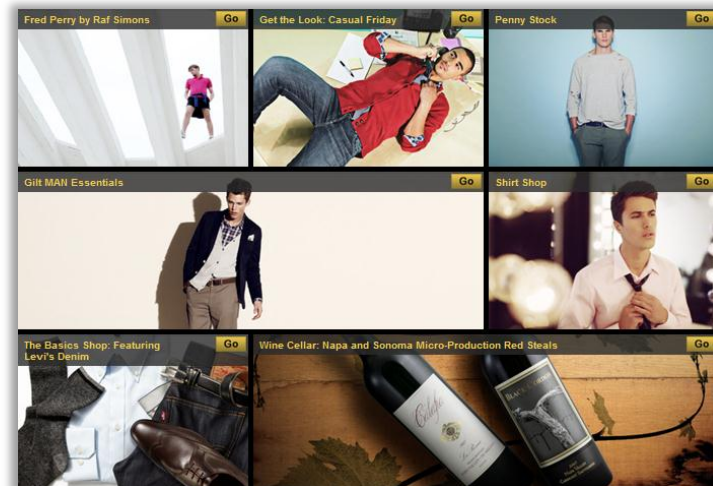 Fred Perry by Raf Simons
Go
Get the Look: Casual Friday
Go
Penny Stock
Go
Gilt MAN Essentials
Go
Shirt Shop
Go
The Basics Shop: Featuring
Levi's Denim
Go
Wine Cellar: Napa and Sonoma Micro-Production Red Steals
Go